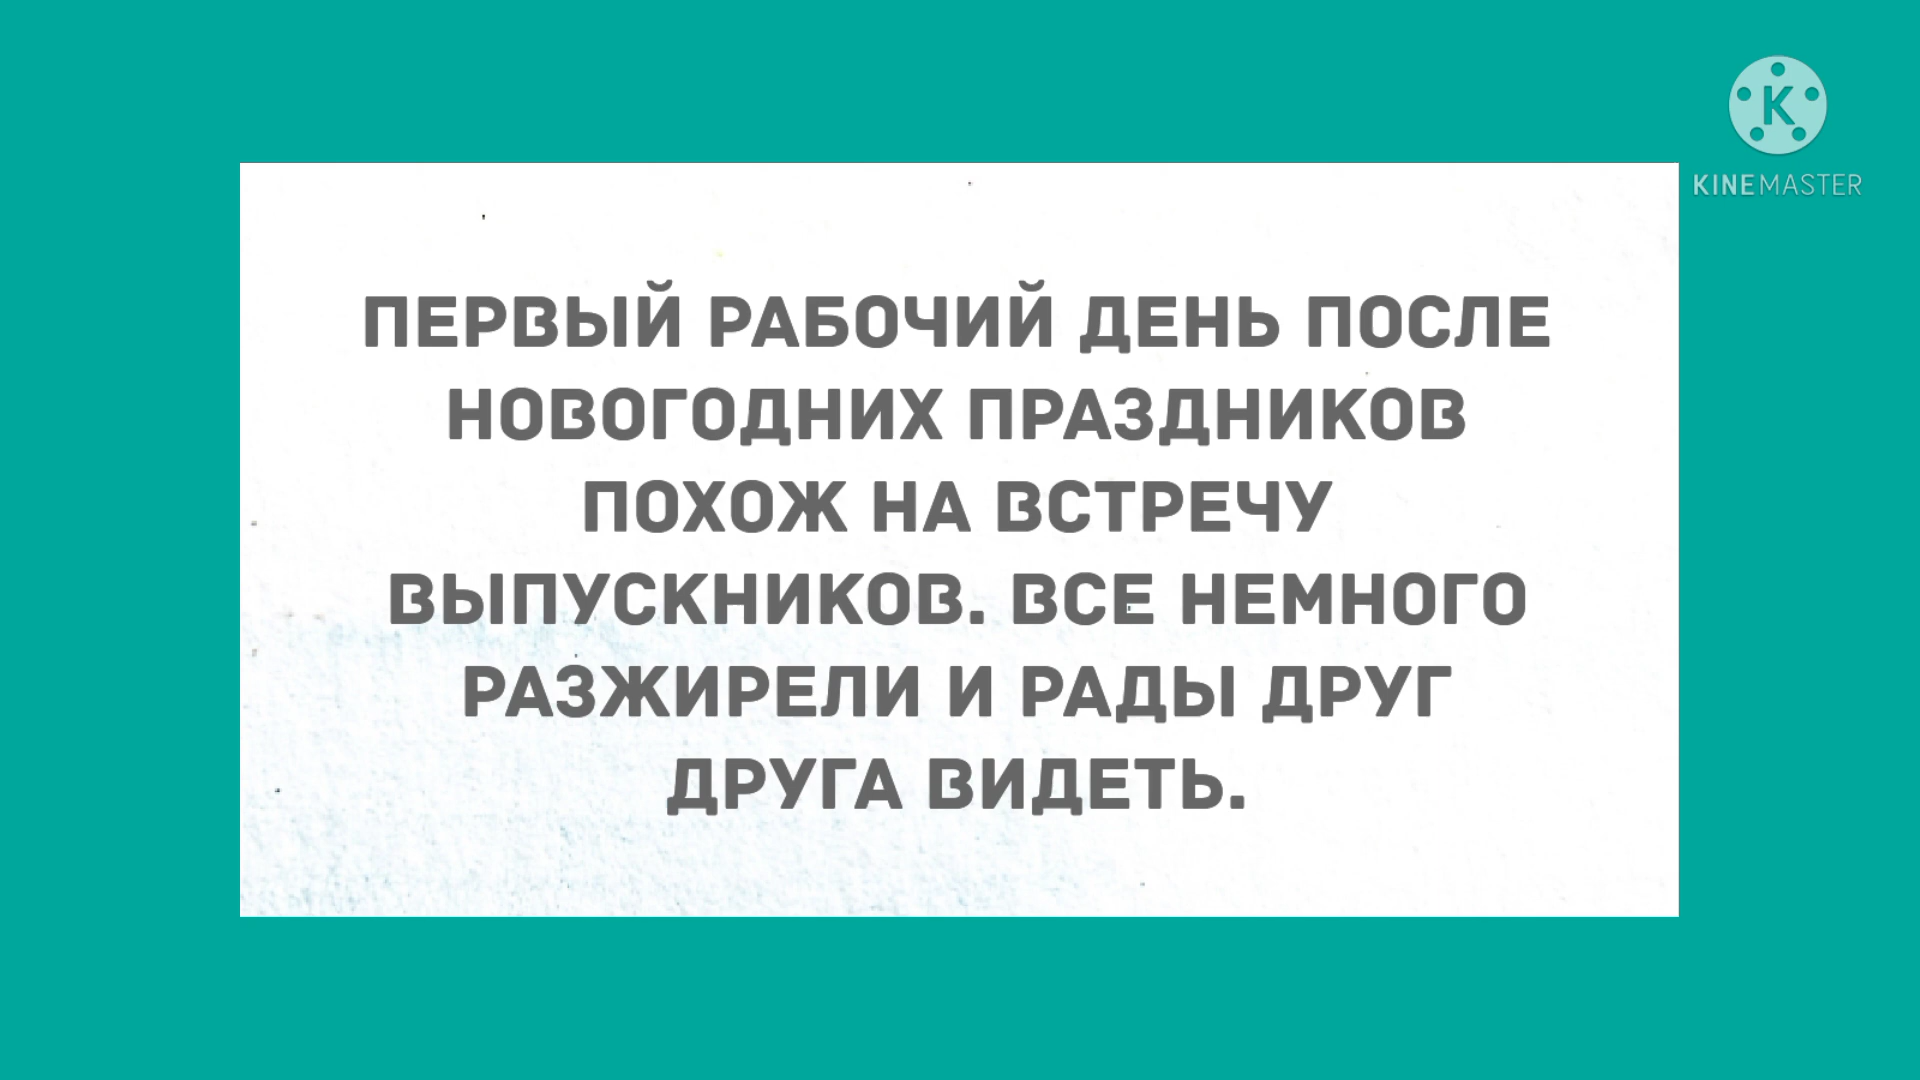 K
KINEMASTER
ПЕРВЫЙ РАБОЧИЙ ДЕНЬ ПОСЛЕ
НОВОГОДНИХ ПРАЗДНИКОВ
ПОХОЖ НА ВСТРЕЧУ
ВЫПУСКНИКОВ. ВСЕ НЕМНОГО
РАЗЖИРЕЛИ И РАДЫ ДРУГ
ДРУГА ВИДЕТЬ.